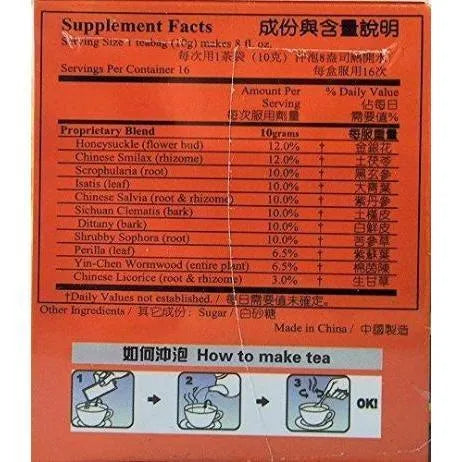 Supplement Facts 成份與含量說明
Serving Size 1 teabag (10g) makes 8 fl. oz.
每次用1茶袋（10克）沖泡8盎司熱開水
Servings Per Container 16 每盒服用16次
Amount Per % Daily Value
Serving 佔每日
每次服用劑量 需要值%
Proprietary Blend 10grams 每服重量
Honeysuckle (flower bud) 12.0% † 金銀花
Chinese Smilax (rhizome) 12.0% † 土茯苓
Scrophularia (root) 10.0% † 黑玄參
Isatis (leaf) 10.0% † 大青葉
Chinese Salvia (root & rhizome) 10.0% † 紫丹參
Sichuan Clematis (bark) 10.0% † 土槿皮
Dittany (bark) 10.0% † 白鮮皮
Shrubby Sophora (root) 10.0% † 苦參草
Perilla (leaf) 6.5% † 紫蘇葉
Yin-Chen Wormwood (entire plant) 6.5% † 棉茵陳
Chinese Licorice (root & rhizome) 3.0% † 生甘草
†Daily Values not established. / 每日需要值未確定。
Other Ingredients / 其它成份: Sugar / 白砂糖
Made in China / 中國製造
如何沖泡 How to make tea
1 2 3 OK!